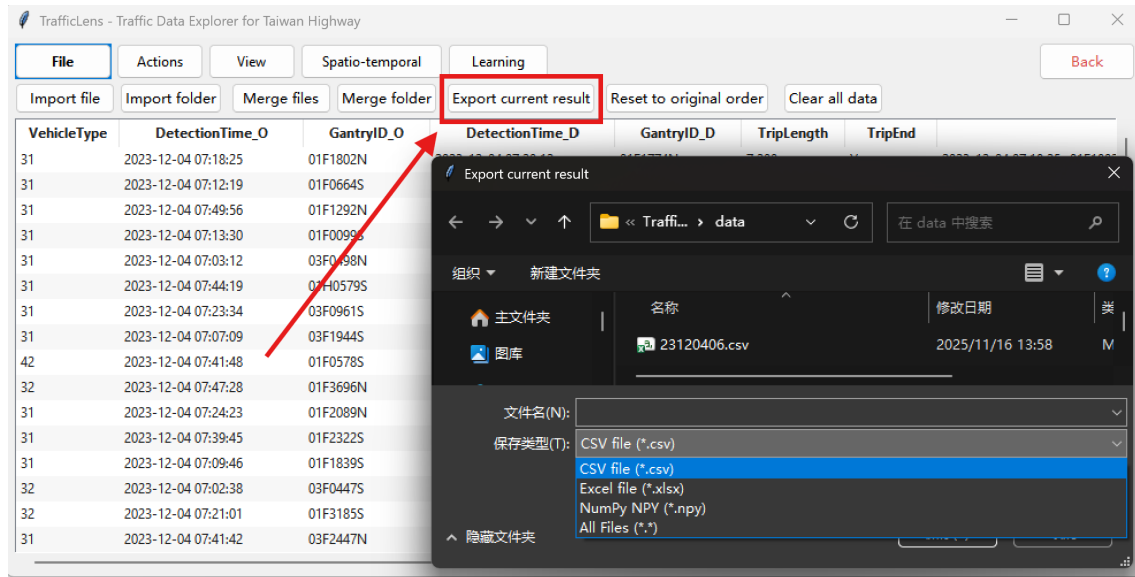 TrafficLens - Traffic Data Explorer for Taiwan Highway
File Actions View Spatio-temporal Learning Back
Import file Import folder Merge files Merge folder Export current result Reset to original order Clear all data
VehicleType DetectionTime_O GantryID_O DetectionTime_D GantryID_D TripLength TripEnd
31 2023-12-04 07:18:25 01F1802N
31 2023-12-04 07:12:19 01F0664S
31 2023-12-04 07:49:56 01F1292N
31 2023-12-04 07:13:30 01F0099S
31 2023-12-04 07:03:12 03F0498N
31 2023-12-04 07:44:19 01H0579S
31 2023-12-04 07:23:34 03F0961S
31 2023-12-04 07:07:09 03F1944S
42 2023-12-04 07:41:48 01F0578S
32 2023-12-04 07:47:28 01F3696N
31 2023-12-04 07:24:23 01F2089N
31 2023-12-04 07:39:45 01F2322S
31 2023-12-04 07:09:46 01F1839S
32 2023-12-04 07:02:38 03F0447S
32 2023-12-04 07:21:01 01F3185S
31 2023-12-04 07:41:42 03F2447N
Export current result
« Traffi... › data
在 data 中搜索
组织 新建文件夹
主文件夹
图库
名称 修改日期 类
23120406.csv 2025/11/16 13:58 M
文件名(N):
保存类型(T): CSV file (*.csv)
CSV file (*.csv)
Excel file (*.xlsx)
NumPy NPY (*.npy)
All Files (*.*)
隐藏文件夹